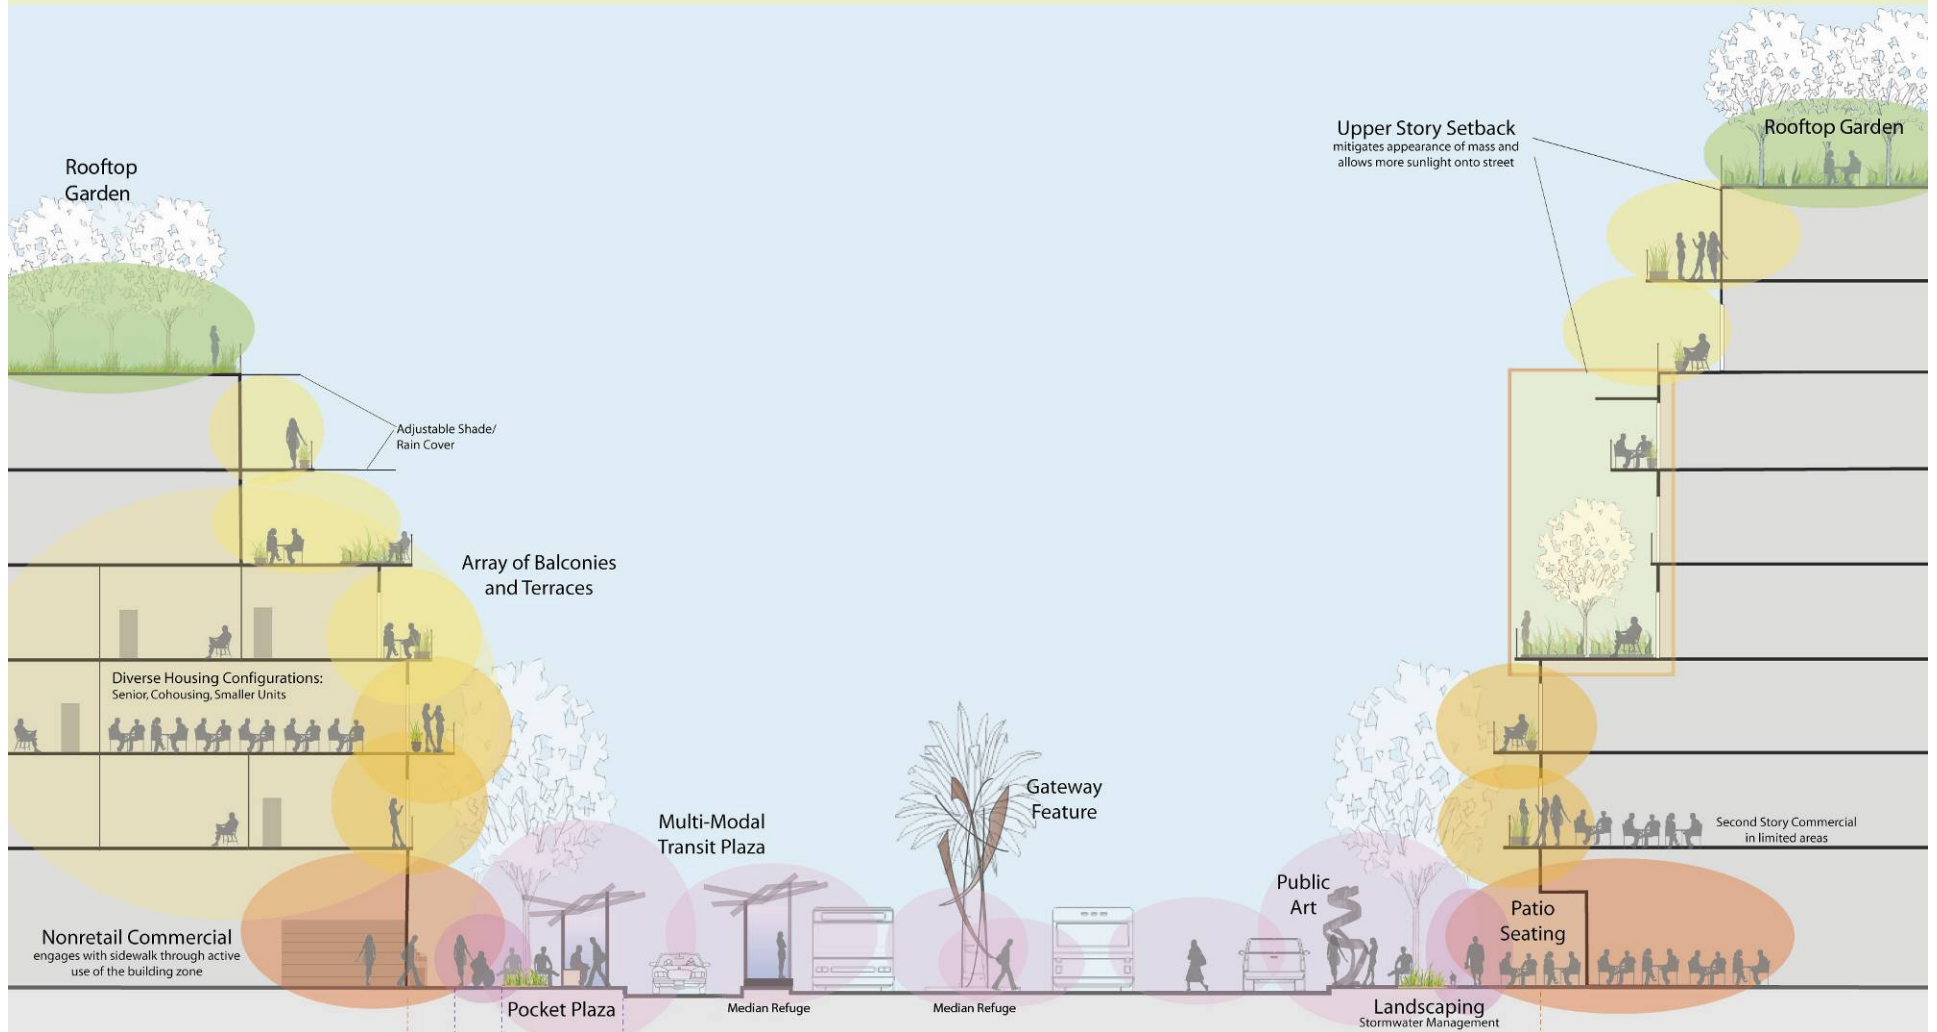 Rooftop
Garden
Upper Story Setback
mitigates appearance of mass and
allows more sunlight onto street
Rooftop Garden
Adjustable Shade/
Rain Cover
Array of Balconies
and Terraces
Diverse Housing Configurations:
Senior, Cohousing, Smaller Units
Gateway
Feature
Multi-Modal
Transit Plaza
Second Story Commercial
in limited areas
Public
Art
Patio
Seating
Nonretail Commercial
engages with sidewalk through active
use of the building zone
Pocket Plaza
Median Refuge
Median Refuge
Landscaping
Stormwater Management